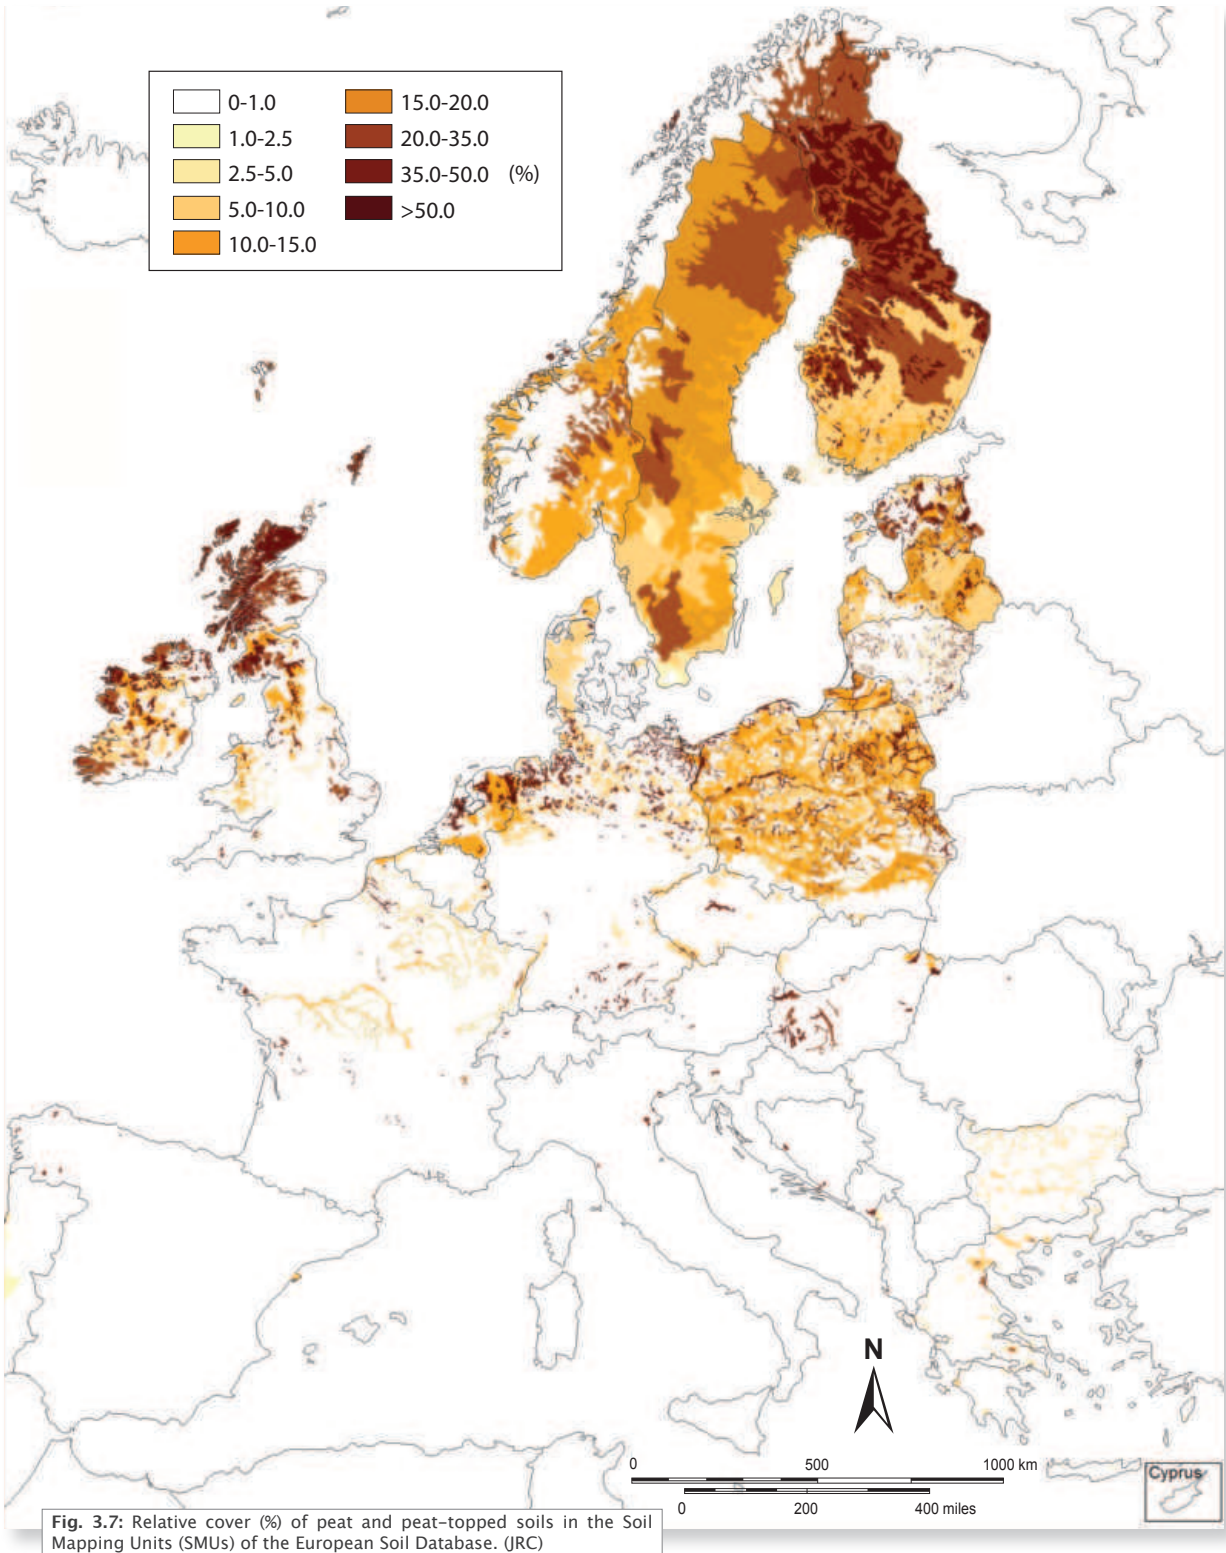 0-1.0
1.0-2.5
2.5-5.0
5.0-10.0
10.0-15.0
15.0-20.0
20.0-35.0
35.0-50.0 (%)
>50.0
N
0 500 1000 km
0 200 400 miles
Cyprus
Fig. 3.7: Relative cover (%) of peat and peat-topped soils in the Soil
Mapping Units (SMUs) of the European Soil Database. (JRC)